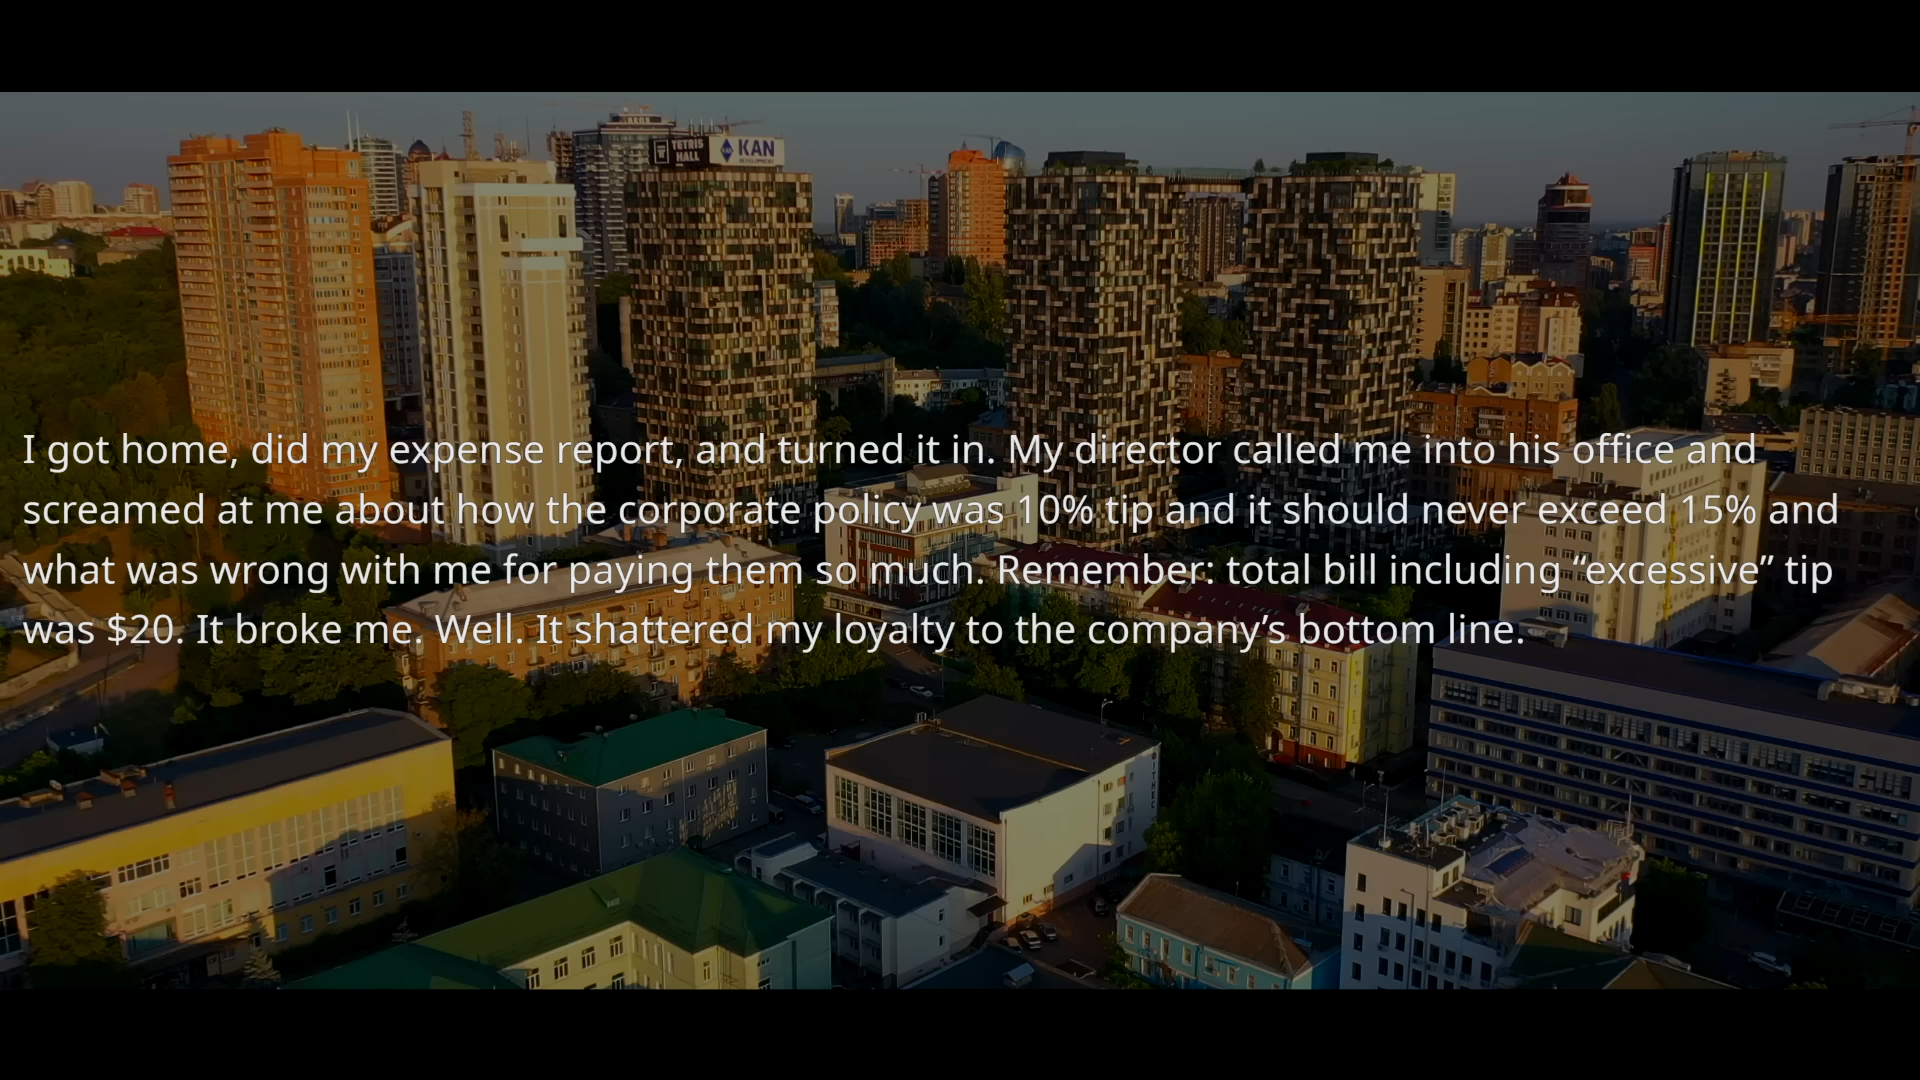 TETRIS
HALL
KAN
DEVELOPMENT
I got home, did my expense report, and turned it in. My director called me into his office and
screamed at me about how the corporate policy was 10% tip and it should never exceed 15% and
what was wrong with me for paying them so much. Remember: total bill including “excessive” tip
was $20. It broke me. Well. It shattered my loyalty to the company’s bottom line.